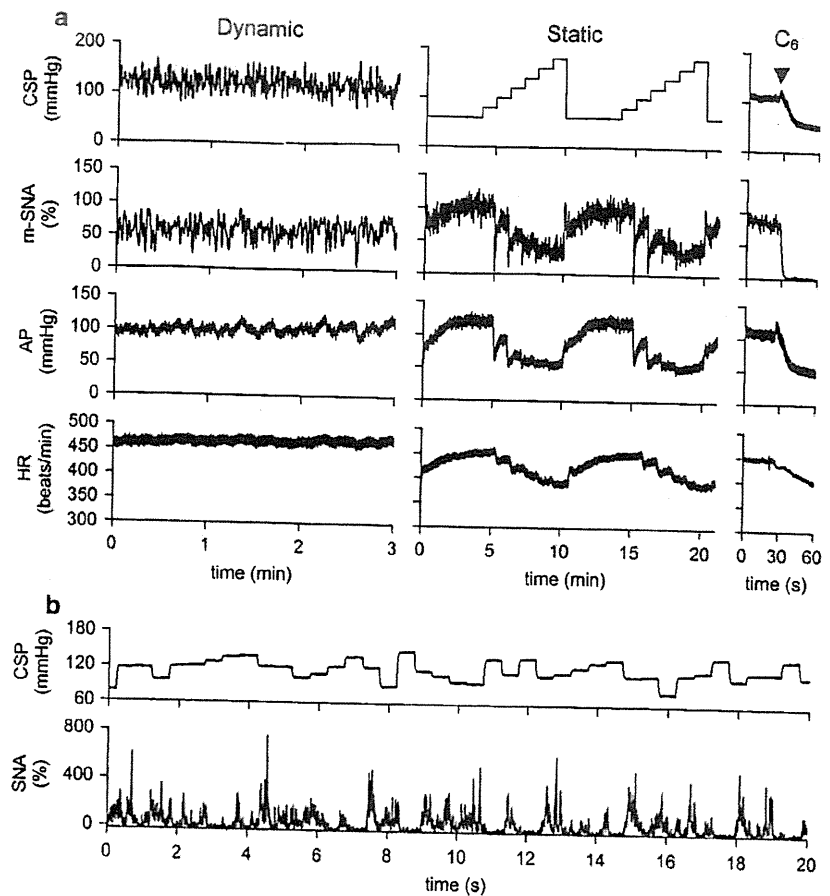 a
Dynamic
Static
C6
CSP
(mmHg)
200
100
0
m-SNA
(%)
150
100
50
0
AP
(mmHg)
150
100
50
0
HR
(beats/min)
500
450
400
350
300
0 1 2 3
time (min)
0 5 10 15 20
time (min)
0 30 60
time (s)
b
CSP
(mmHg)
180
120
60
SNA
(%)
800
400
0
0 2 4 6 8 10 12 14 16 18 20
time (s)